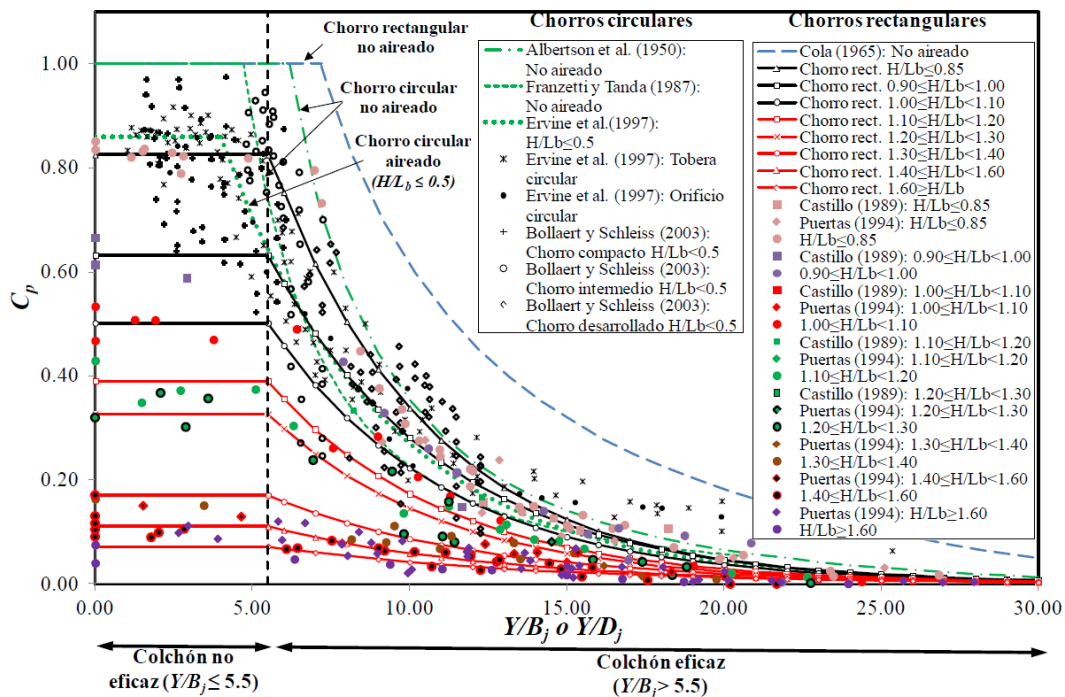 Chorro rectangular
no aireado
Chorro circular
no aireado
Chorro circular
aireado
(H/Lb ≤ 0.5)
Chorros circulares
Albertson et al. (1950):
No aireado
Franzetti y Tanda (1987):
No aireado
Ervine et al.(1997):
H/Lb≤0.5
Ervine et al. (1997): Tobera
circular
Ervine et al. (1997): Orificio
circular
Bollaert y Schleiss (2003):
Chorro compacto H/Lb<0.5
Bollaert y Schleiss (2003):
Chorro intermedio H/Lb<0.5
Bollaert y Schleiss (2003):
Chorro desarrollado H/Lb<0.5
Chorros rectangulares
Cola (1965): No aireado
Chorro rect. H/Lb≤0.85
Chorro rect. 0.90≤H/Lb<1.00
Chorro rect. 1.00≤H/Lb<1.10
Chorro rect. 1.10≤H/Lb<1.20
Chorro rect. 1.20≤H/Lb<1.30
Chorro rect. 1.30≤H/Lb<1.40
Chorro rect. 1.40≤H/Lb<1.60
Chorro rect. 1.60≥H/Lb
Castillo (1989): H/Lb≤0.85
Puertas (1994): H/Lb≤0.85
H/Lb≤0.85
Castillo (1989): 0.90≤H/Lb<1.00
0.90≤H/Lb<1.00
Castillo (1989): 1.00≤H/Lb<1.10
Puertas (1994): 1.00≤H/Lb<1.10
1.00≤H/Lb<1.10
Castillo (1989): 1.10≤H/Lb<1.20
Puertas (1994): 1.10≤H/Lb<1.20
1.10≤H/Lb<1.20
Castillo (1989): 1.20≤H/Lb<1.30
Puertas (1994): 1.20≤H/Lb<1.30
1.20≤H/Lb<1.30
Puertas (1994): 1.30≤H/Lb<1.40
1.30≤H/Lb<1.40
Puertas (1994): 1.40≤H/Lb<1.60
1.40≤H/Lb<1.60
Puertas (1994): H/Lb≥1.60
H/Lb≥1.60
Cp
1.00
0.80
0.60
0.40
0.20
0.00
0.00 5.00 10.00 15.00 20.00 25.00 30.00
Y/Bj o Y/Dj
Colchón no
eficaz (Y/Bj ≤ 5.5)
Colchón eficaz
(Y/Bj > 5.5)